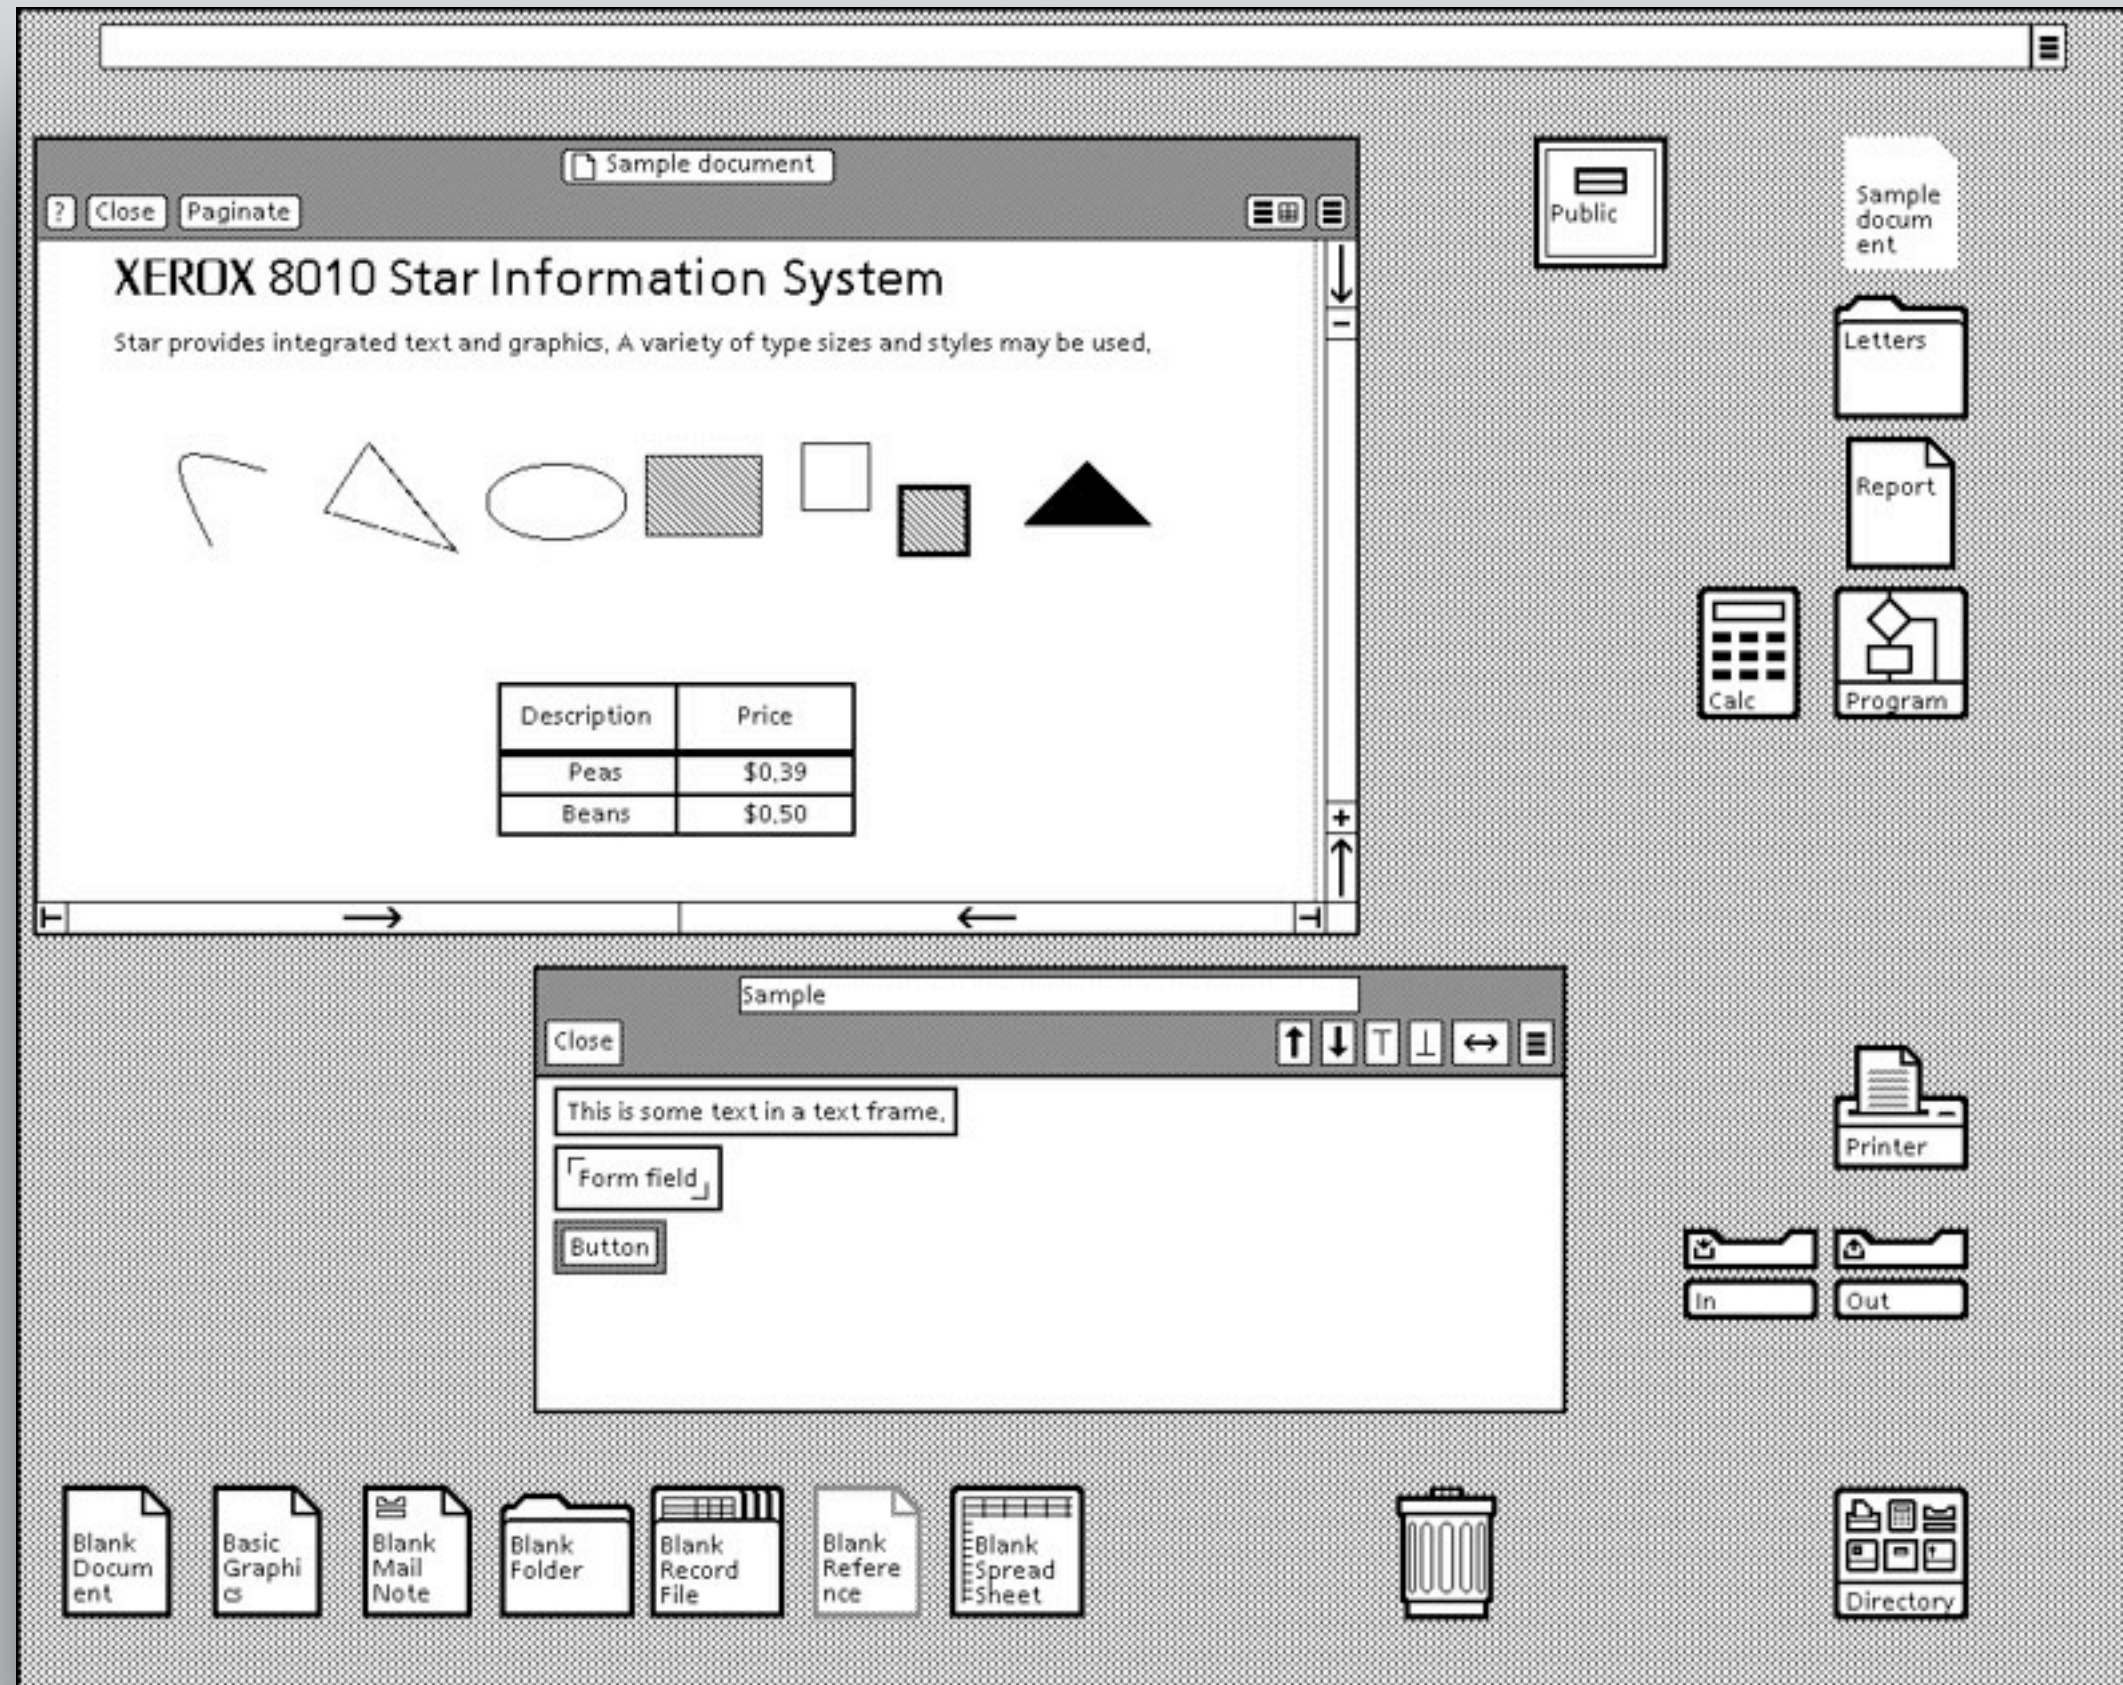 Sample document
? Close Paginate
XEROX 8010 Star Information System
Star provides integrated text and graphics. A variety of type sizes and styles may be used.
Description Price
Peas $0.39
Beans $0.50
Public
Sample
docum
ent
Letters
Report
Calc
Program
Sample
Close
This is some text in a text frame.
Form field
Button
Printer
In
Out
Blank
Docum
ent
Basic
Graphi
cs
Blank
Mail
Note
Blank
Folder
Blank
Record
File
Blank
Refere
nce
Blank
Spread
Sheet
Directory